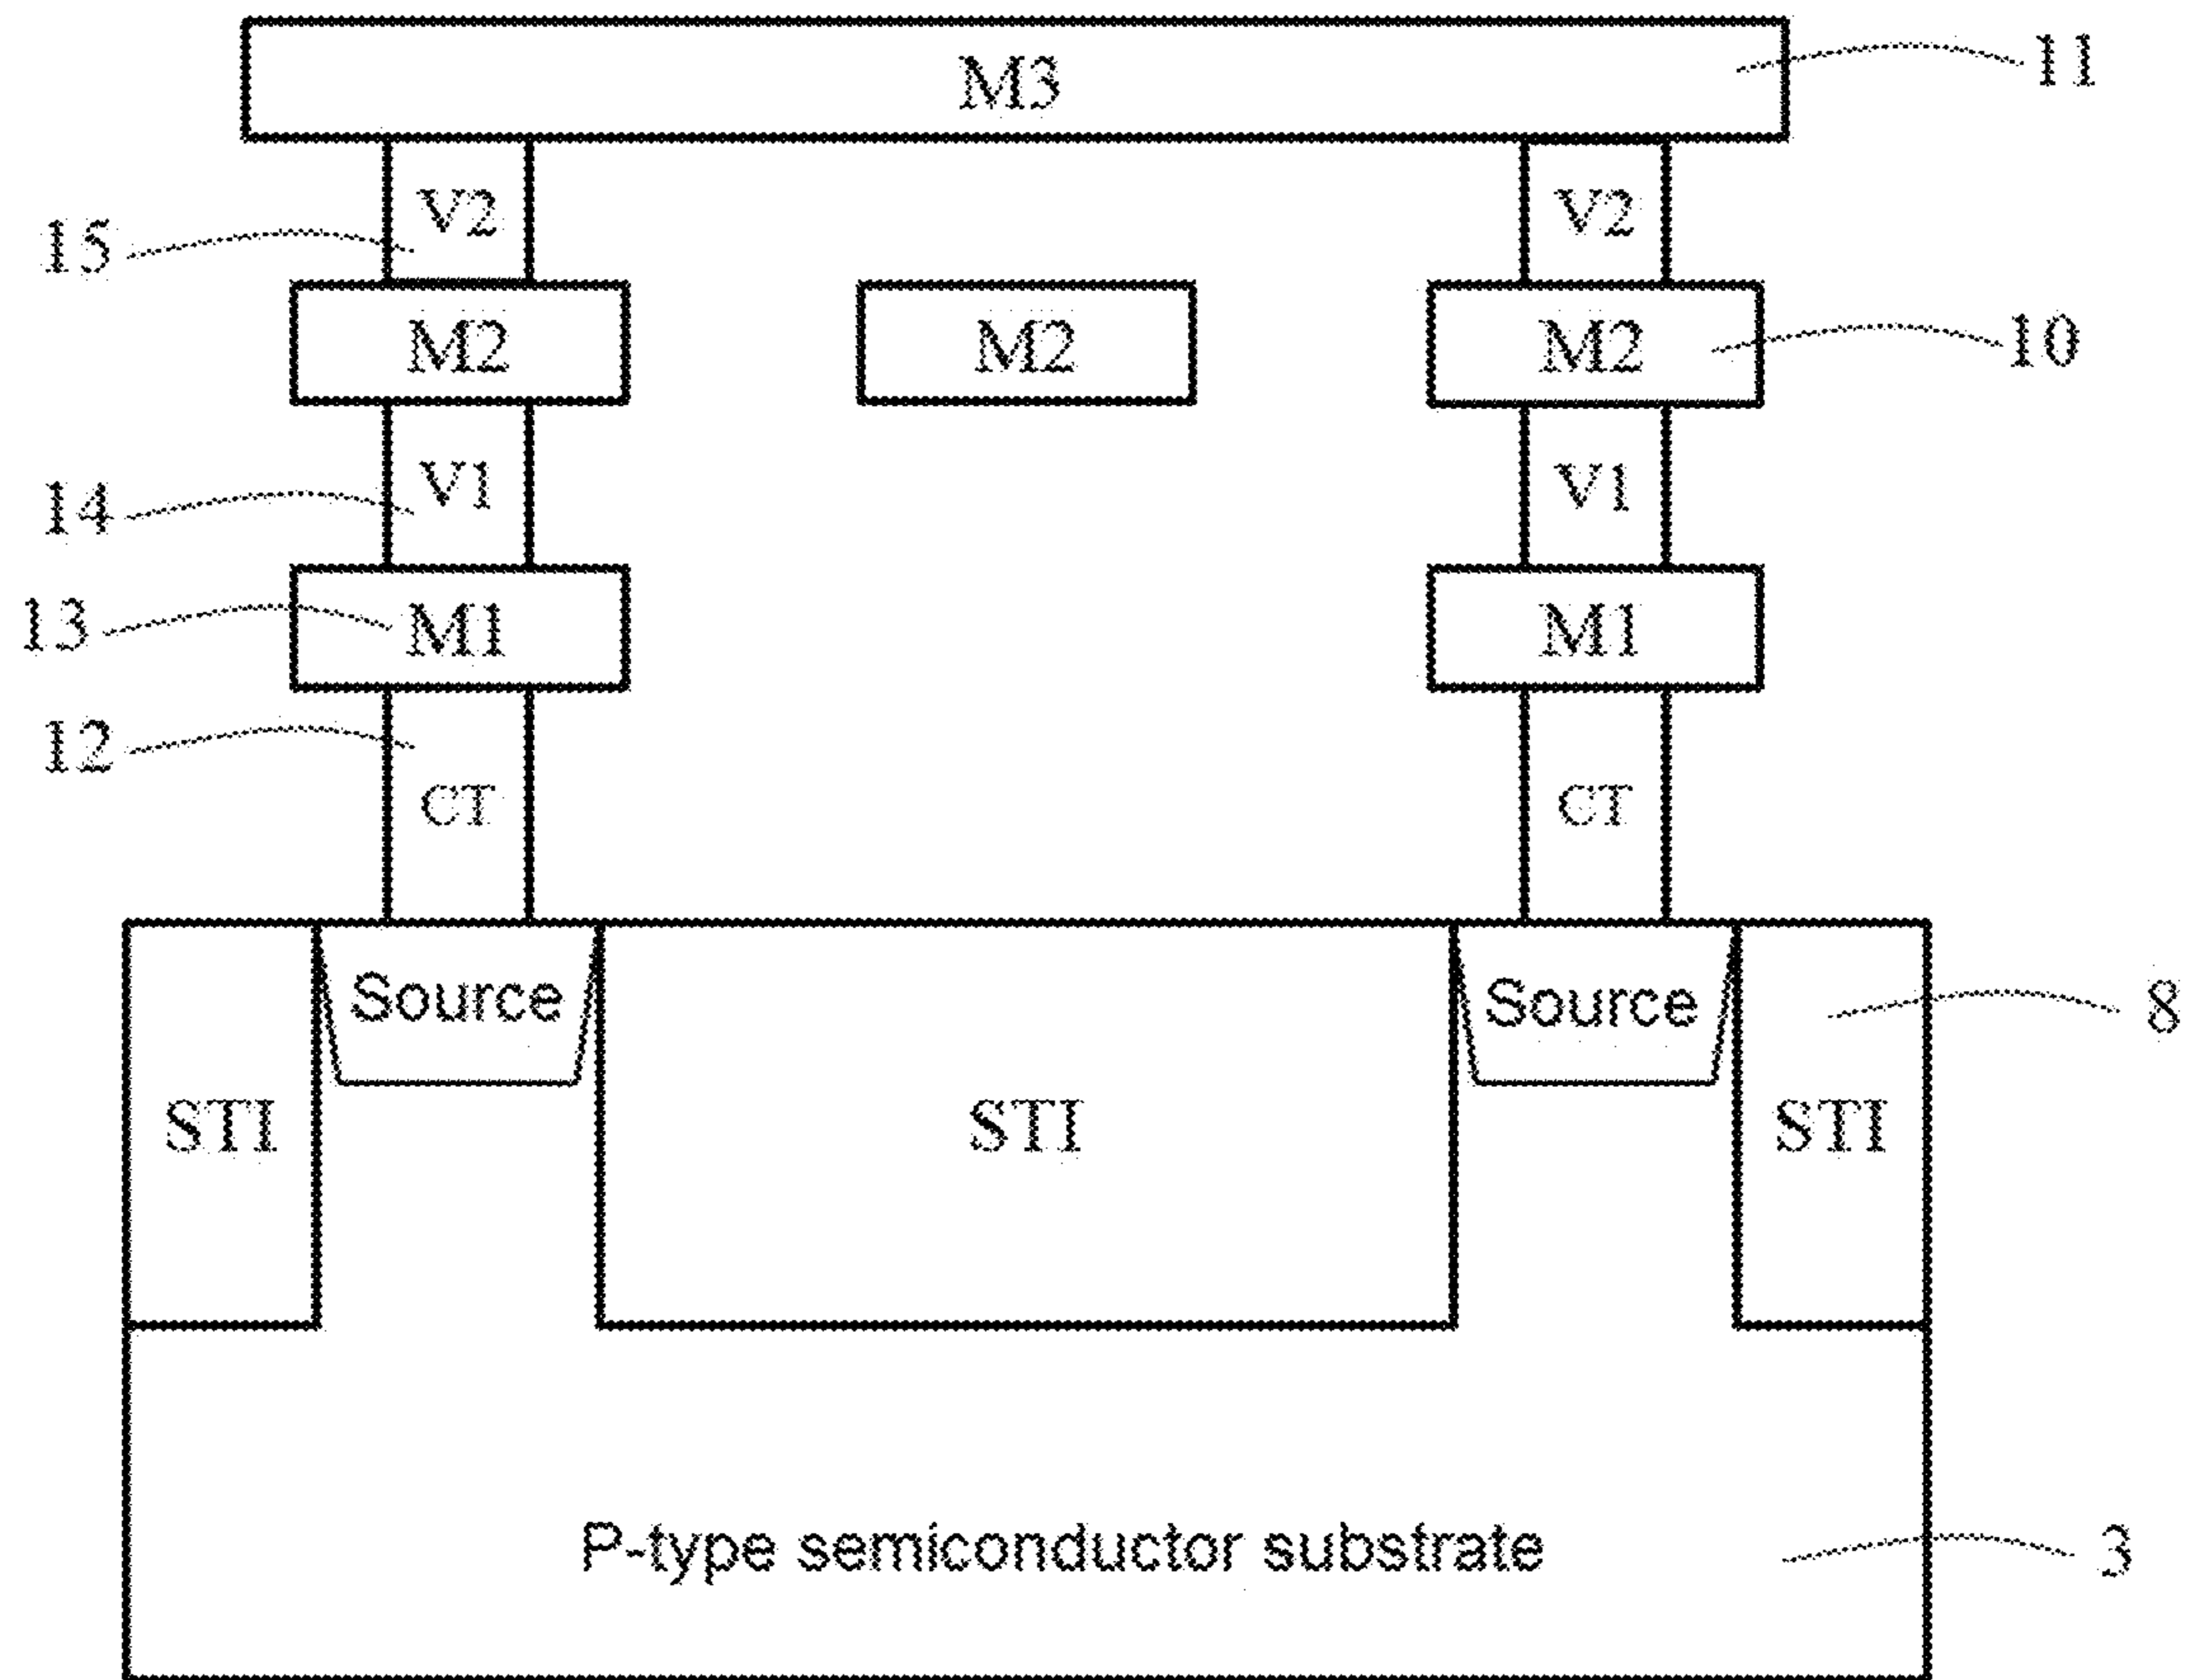 M3
11
V2
V2
15
M2
M2
M2
10
V1
V1
14
M1
M1
13
12
CT
CT
Source
Source
8
STI
STI
STI
P-type semiconductor substrate
3